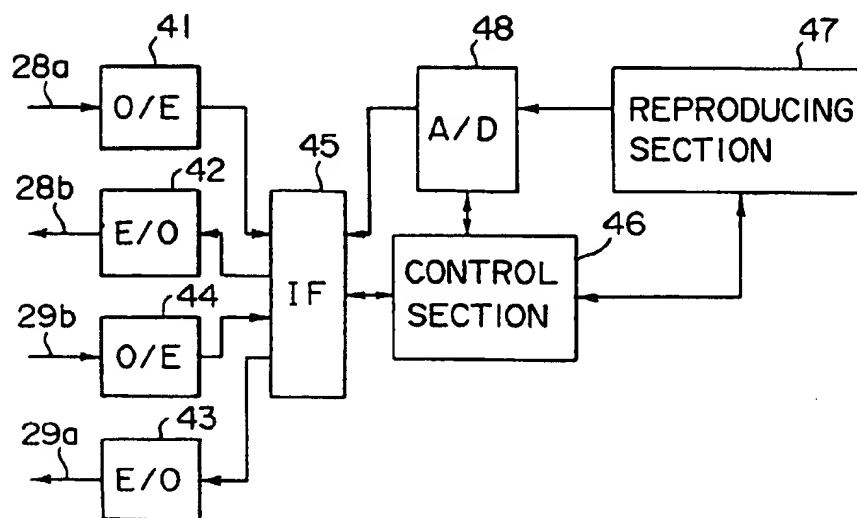 41
28a
O/E
42
28b
E/O
44
29b
O/E
43
29a
E/O
45
IF
48
A/D
47
REPRODUCING
SECTION
46
CONTROL
SECTION